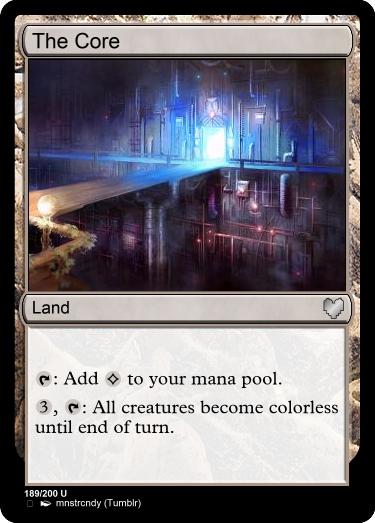 The Core
Land
: Add to your mana pool.
3, : All creatures become colorless
until end of turn.
189/200 U
mnstrcndy (Tumblr)